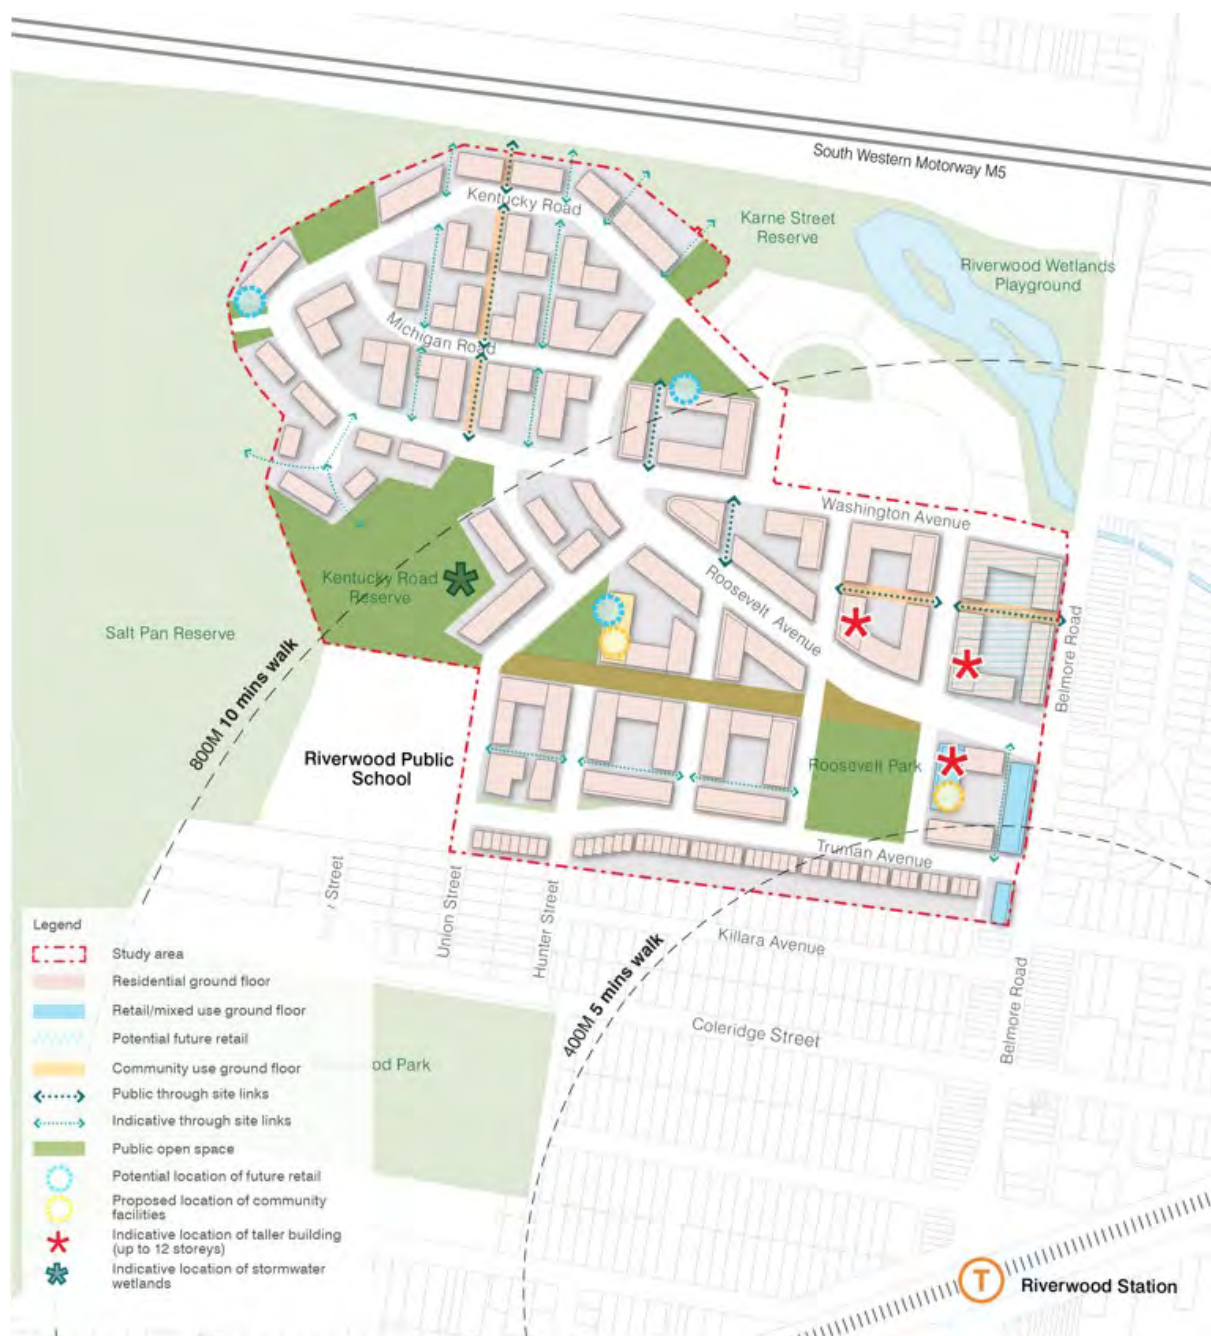 South Western Motorway M5
Kentucky Road
Karne Street
Reserve
Riverwood Wetlands
Playground
Michigan Road
Washington Avenue
Kentucky Road
Reserve
Roosevelt Avenue
Salt Pan Reserve
Belmore Road
800M 10 mins walk
Riverwood Public
School
Roosevelt Park
Truman Avenue
Street
Union Street
Hunter Street
Killara Avenue
400M 5 mins walk
Belmore Road
Coleridge Street
od Park
Legend
Study area
Residential ground floor
Retail/mixed use ground floor
Potential future retail
Community use ground floor
Public through site links
Indicative through site links
Public open space
Potential location of future retail
Proposed location of community
facilities
Indicative location of taller building
(up to 12 storeys)
Indicative location of stormwater
wetlands
T
Riverwood Station